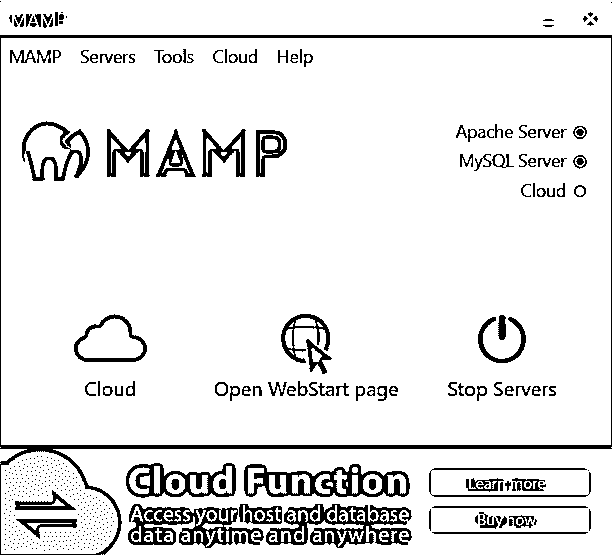 MAMP
MAMP Servers Tools Cloud Help
MAMP
Apache Server
MySQL Server
Cloud
Cloud
Open WebStart page
Stop Servers
Cloud Function
Access your host and database
data anytime and anywhere
Learn more
Buy now